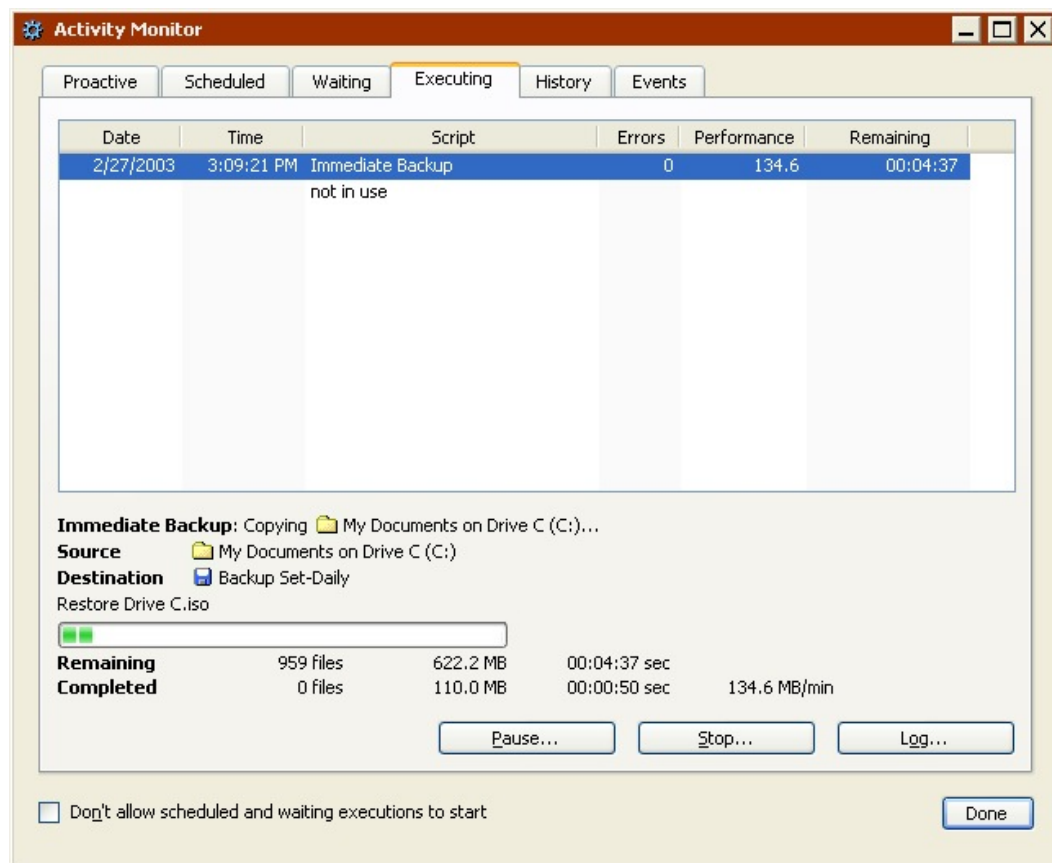 Activity Monitor
Proactive Scheduled Waiting Executing History Events
Date Time Script Errors Performance Remaining
2/27/2003 3:09:21 PM Immediate Backup 0 134.6 00:04:37
not in use
Immediate Backup: Copying My Documents on Drive C (C:)...
Source My Documents on Drive C (C:)
Destination Backup Set-Daily
Restore Drive C.iso
Remaining 959 files 622.2 MB 00:04:37 sec
Completed 0 files 110.0 MB 00:00:50 sec 134.6 MB/min
Pause... Stop... Log...
Don't allow scheduled and waiting executions to start Done